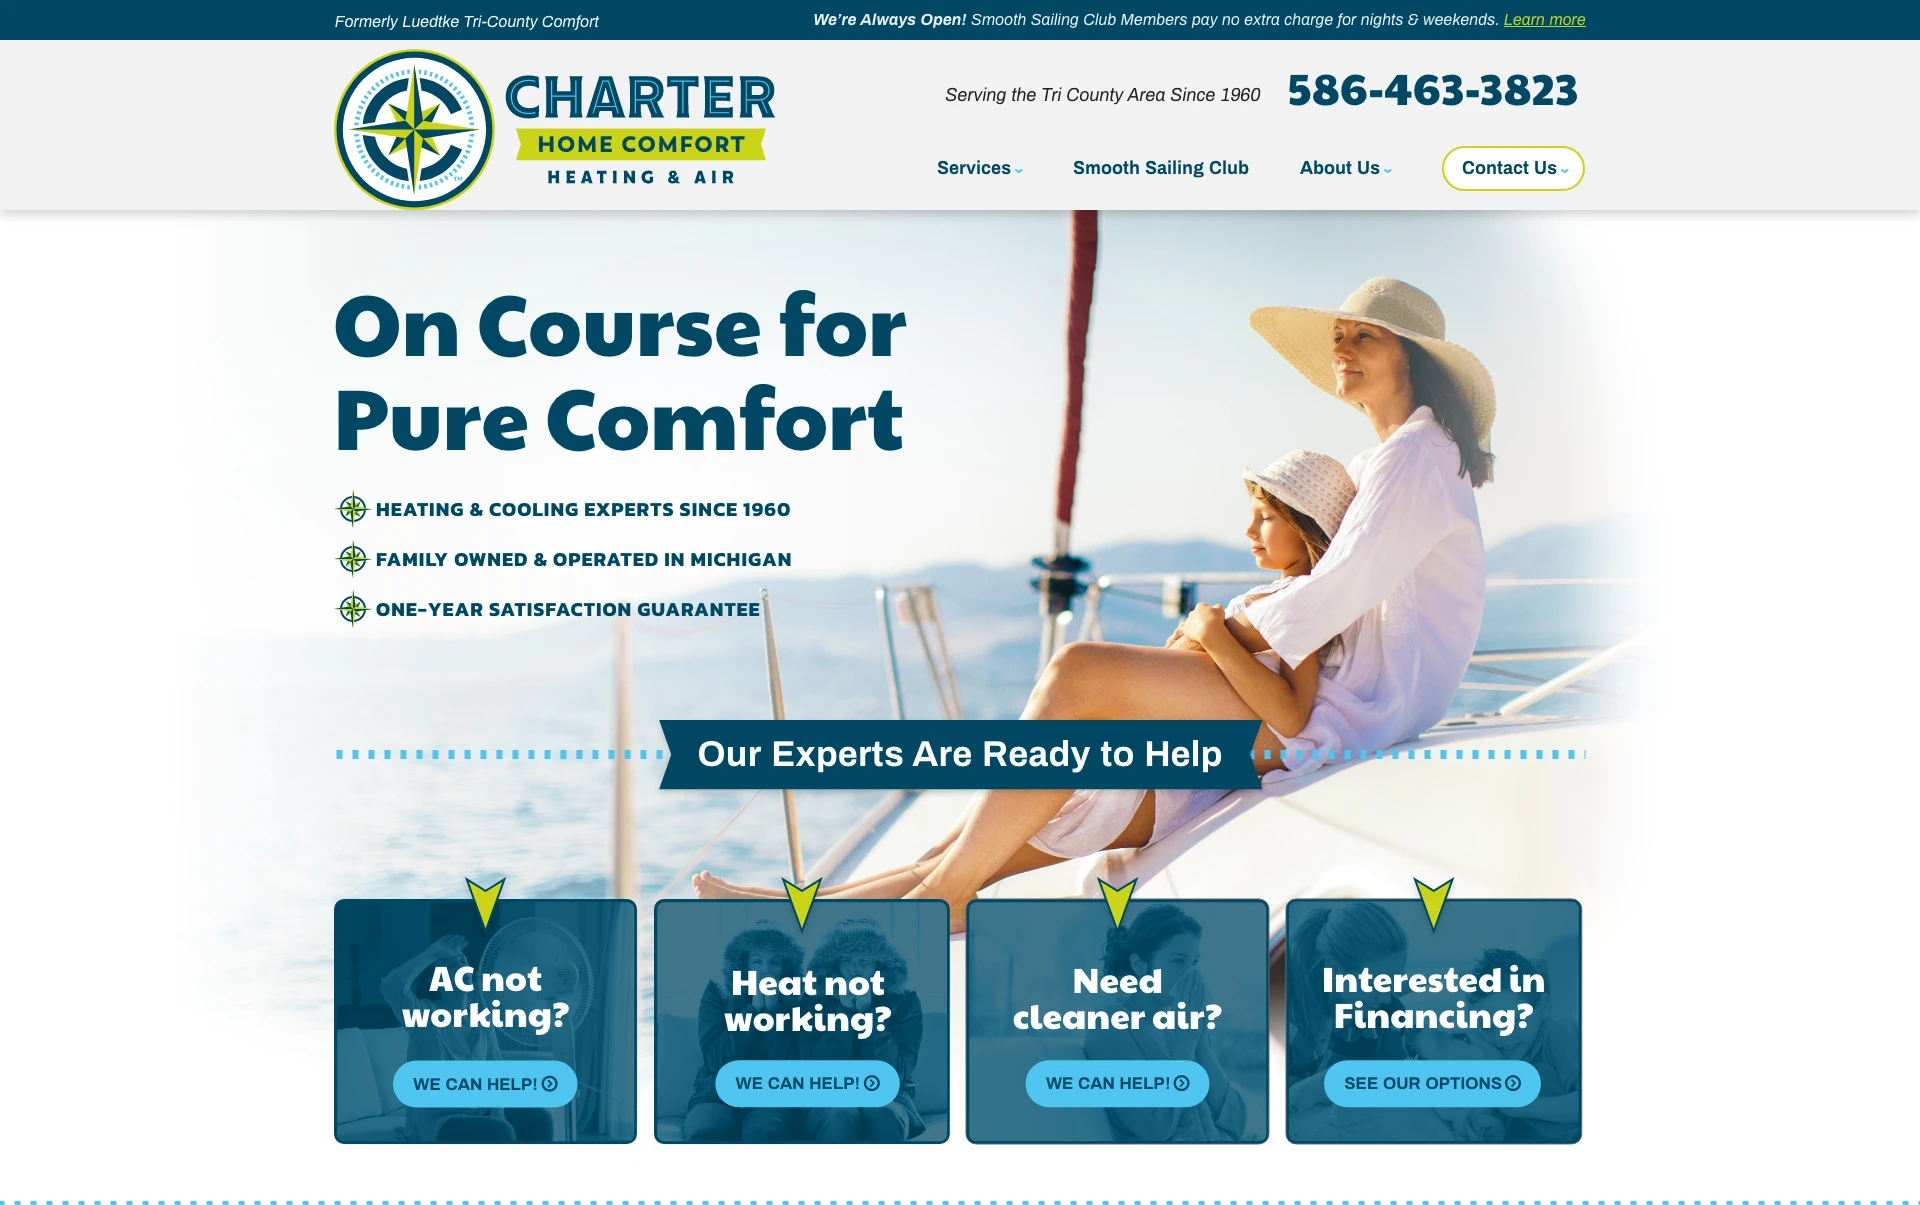 Formerly Luedtke Tri-County Comfort
We're Always Open! Smooth Sailing Club Members pay no extra charge for nights & weekends. Learn more
CHARTER
HOME COMFORT
HEATING & AIR
TM
Serving the Tri County Area Since 1960
586-463-3823
Services
Smooth Sailing Club
About Us
Contact Us
On Course for
Pure Comfort
HEATING & COOLING EXPERTS SINCE 1960
FAMILY OWNED & OPERATED IN MICHIGAN
ONE-YEAR SATISFACTION GUARANTEE
Our Experts Are Ready to Help
AC not
working?
WE CAN HELP!
Heat not
working?
WE CAN HELP!
Need
cleaner air?
WE CAN HELP!
Interested in
Financing?
SEE OUR OPTIONS